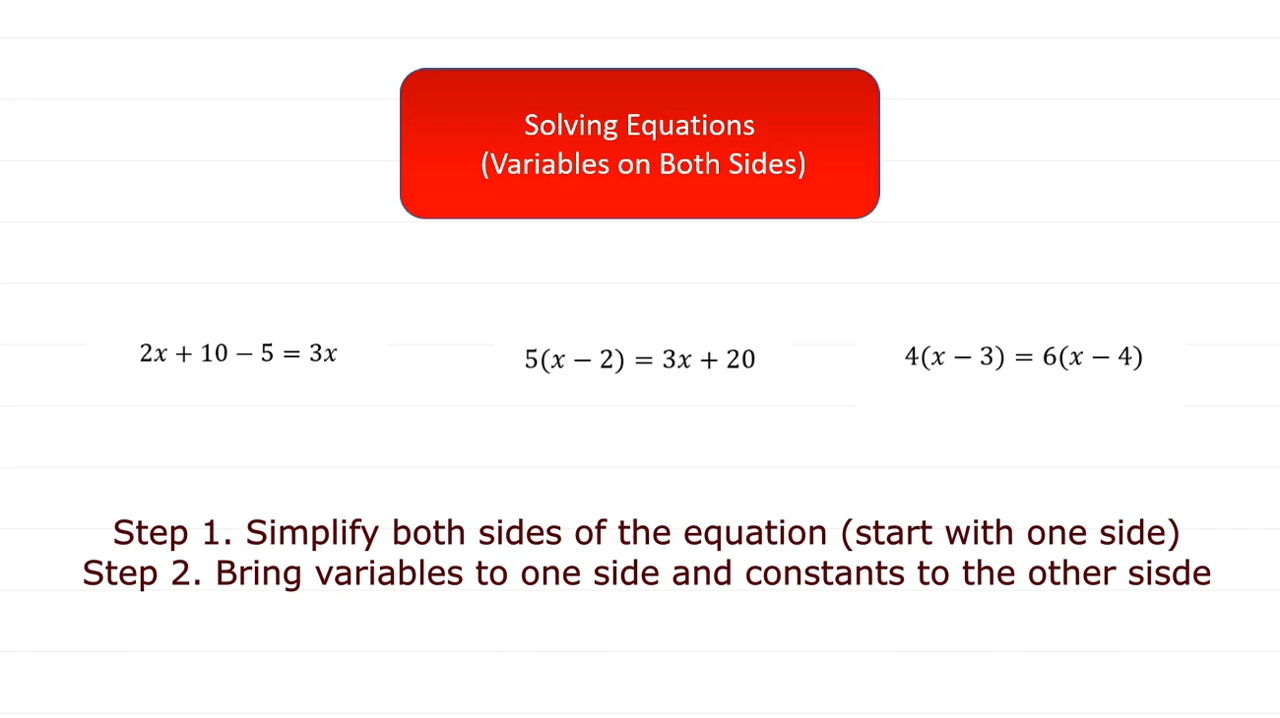 Solving Equations
(Variables on Both Sides)
2x + 10 − 5 = 3x
5(x − 2) = 3x + 20
4(x − 3) = 6(x − 4)
Step 1. Simplify both sides of the equation (start with one side)
Step 2. Bring variables to one side and constants to the other sisde